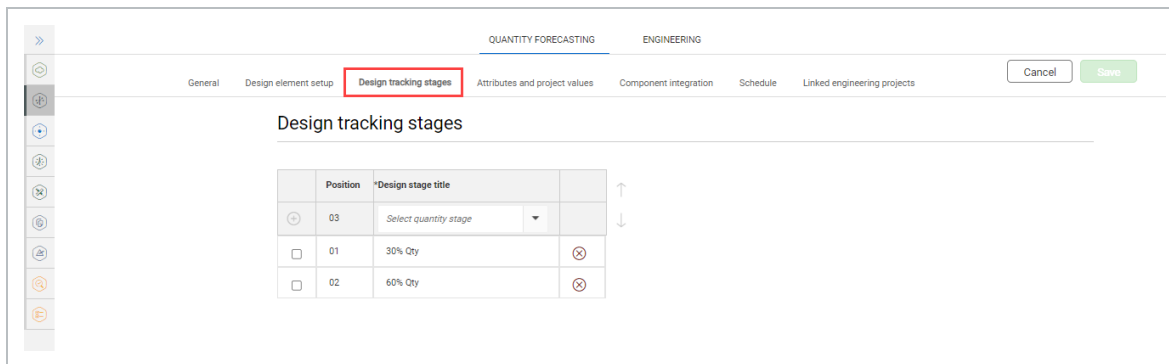 QUANTITY FORECASTING ENGINEERING
General Design element setup Design tracking stages Attributes and project values Component integration Schedule Linked engineering projects Cancel Save
Design tracking stages
Position *Design stage title
03 Select quantity stage
01 30% Qty
02 60% Qty